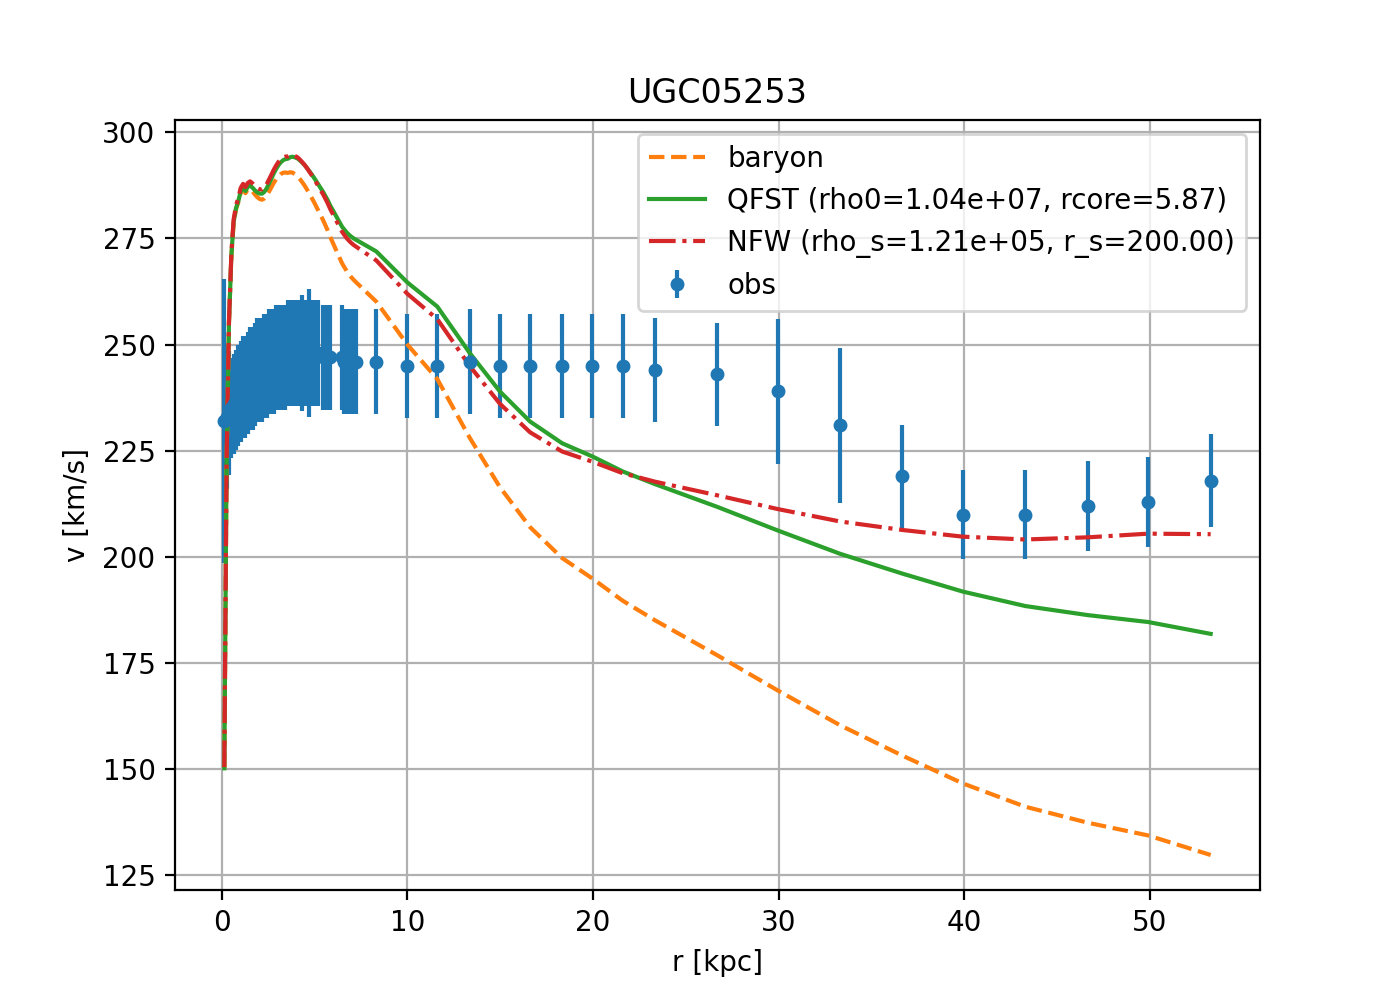 UGC05253
300
275
250
225
200
175
150
125
v [km/s]
baryon
QFST (rho0=1.04e+07, rcore=5.87)
NFW (rho_s=1.21e+05, r_s=200.00)
obs
0 10 20 30 40 50
r [kpc]